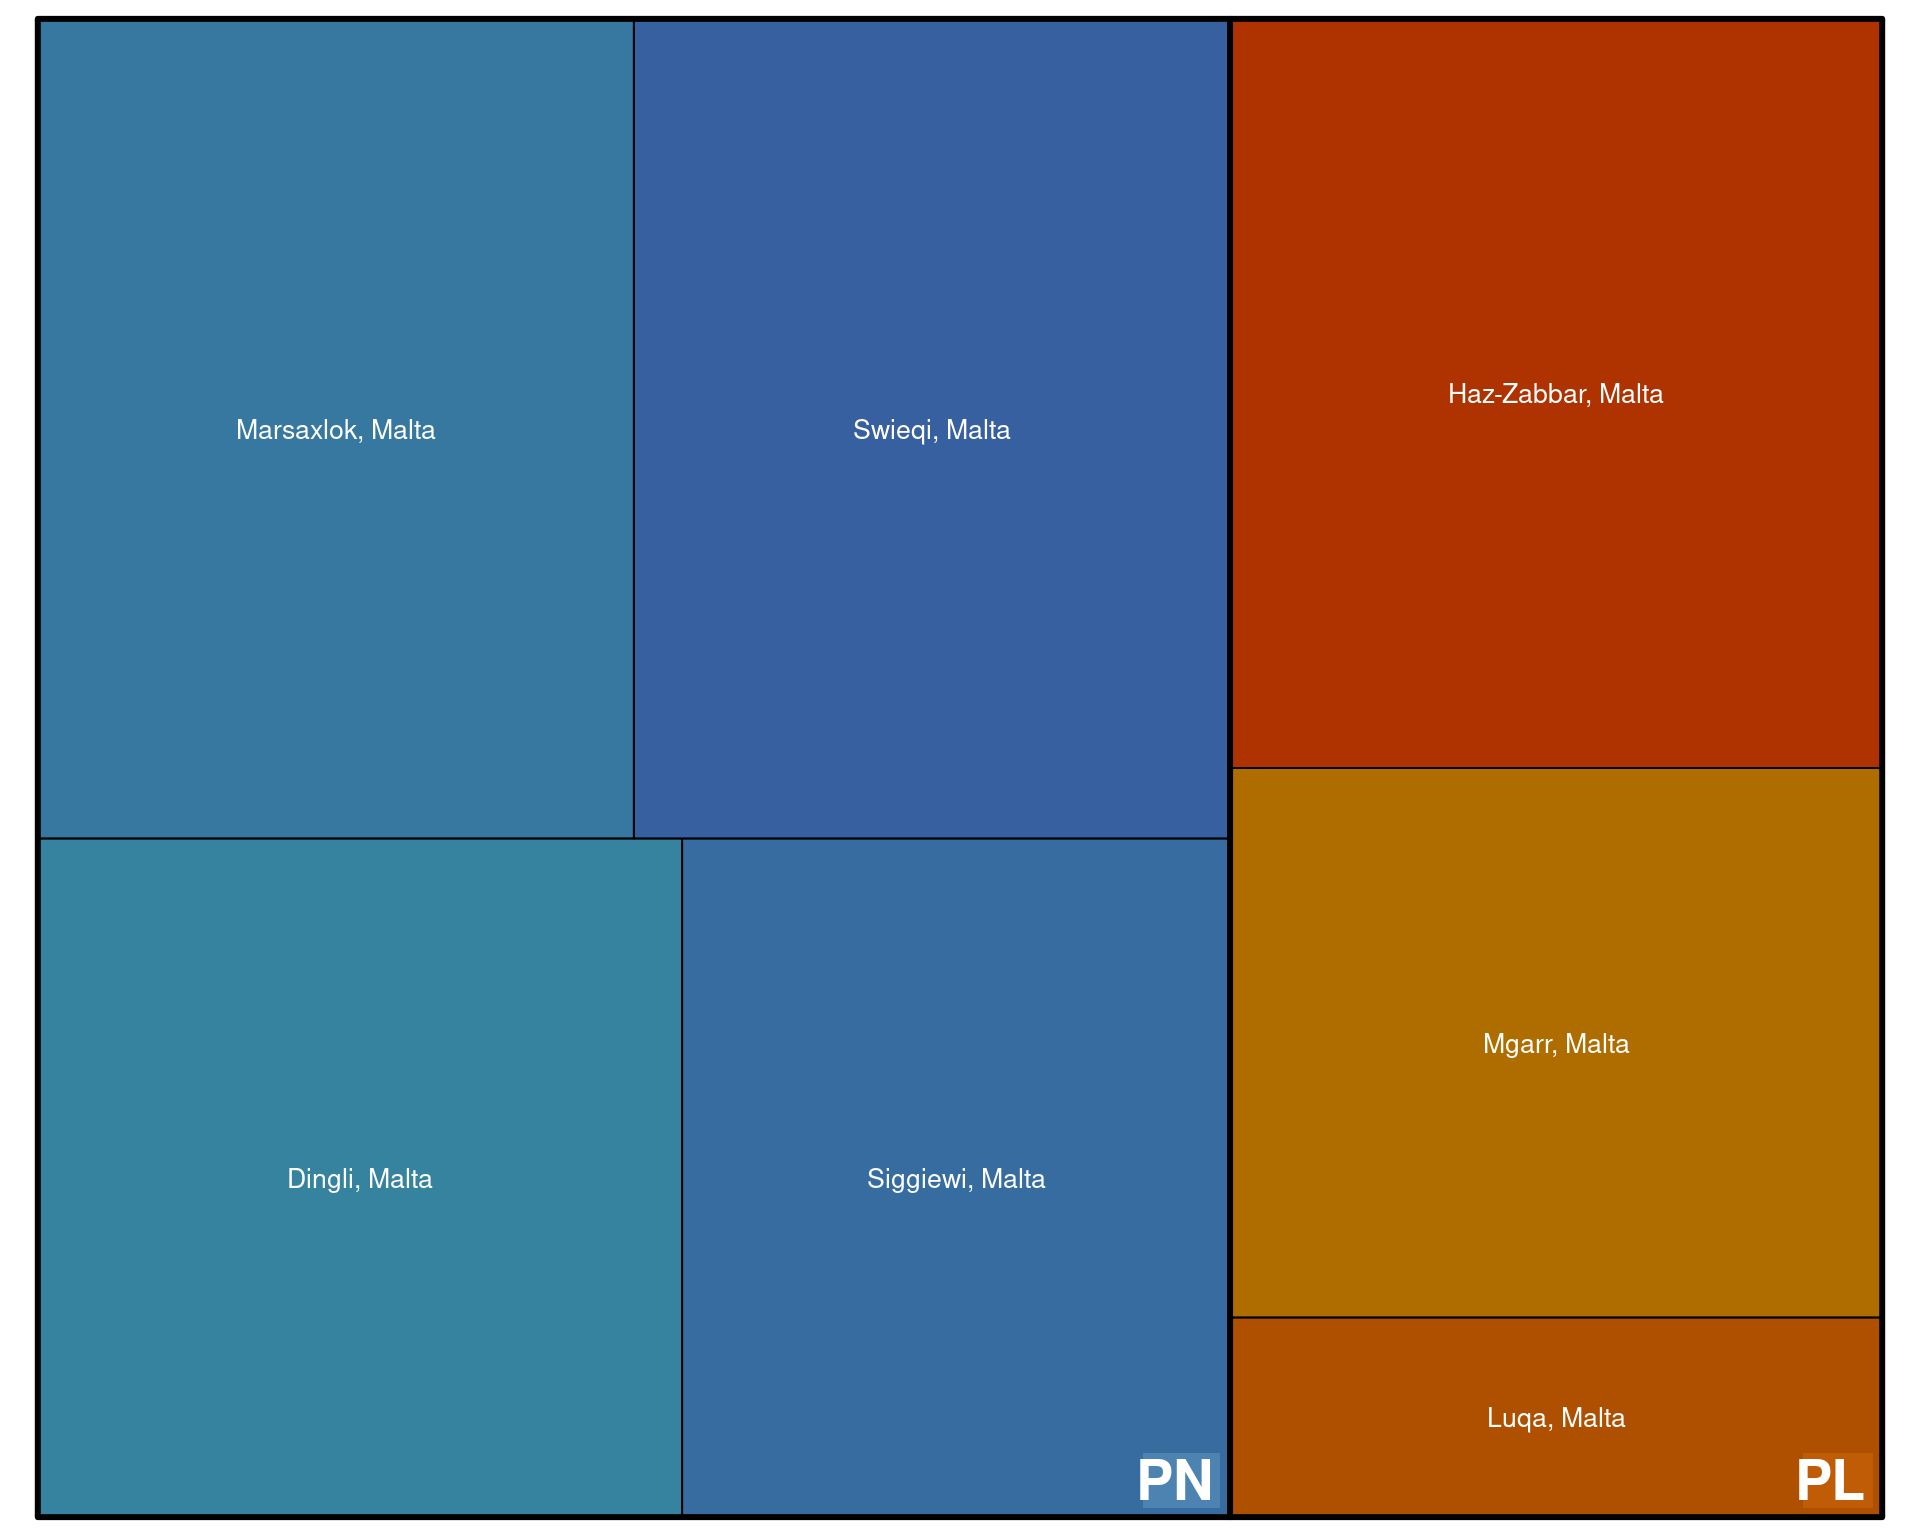 Marsaxlok, Malta
Swieqi, Malta
Haz-Zabbar, Malta
Mgarr, Malta
Dingli, Malta
Siggiewi, Malta
Luqa, Malta
PN
PL